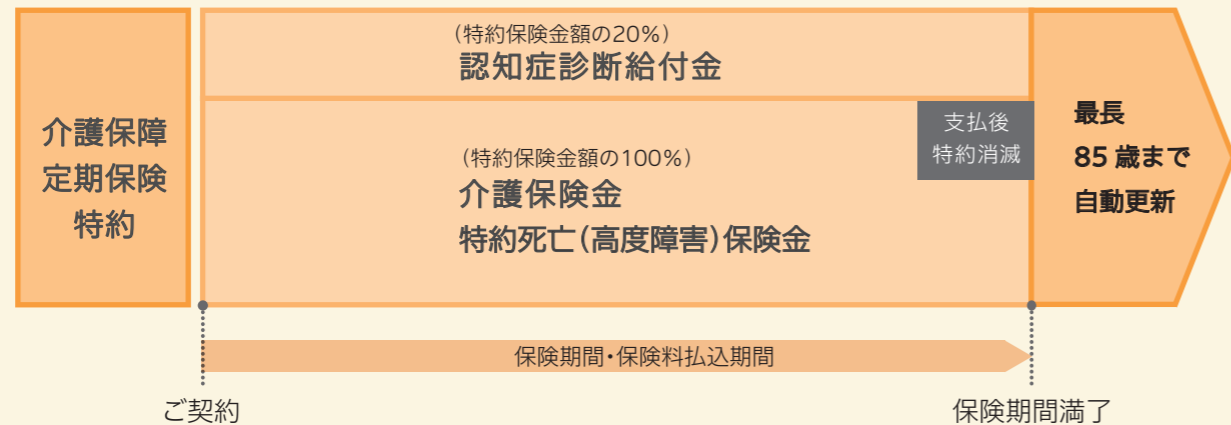 介護保障
定期保険
特約
(特約保険金額の20%)
認知症診断給付金
(特約保険金額の100%)
介護保険金
特約死亡(高度障害)保険金
支払後
特約消滅
最長
85歳まで
自動更新
保険期間・保険料払込期間
ご契約
保険期間満了